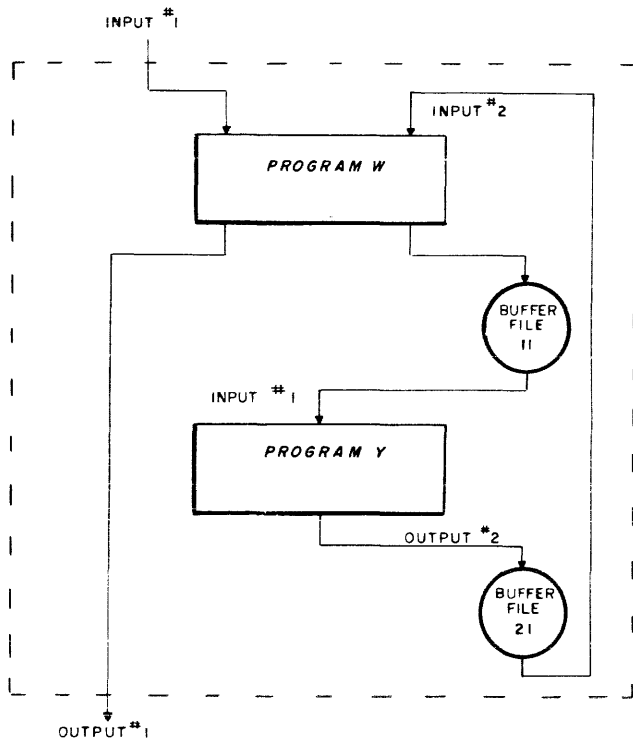 INPUT #1
INPUT #2
PROGRAM W
BUFFER
FILE
11
INPUT #1
PROGRAM Y
OUTPUT #2
BUFFER
FILE
21
OUTPUT #1